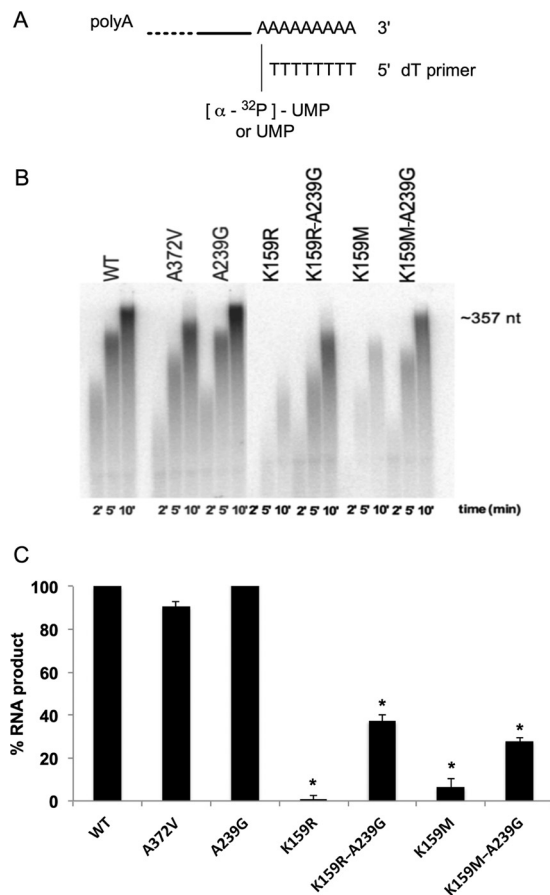 A
polyA AAAAAAAAA 3'
TTTTTTTT 5' dT primer
[ α - ³²P ] - UMP
or UMP
B
WT A372V A239G K159R K159R-A239G K159M K159M-A239G
~357 nt
2' 5' 10' 2' 5' 10' 2' 5' 10' 2' 5' 10' 2' 5' 10' 2' 5' 10' 2' 5' 10' time (min)
C
% RNA product
100
80
60
40
20
0
* * * *
WT A372V A239G K159R K159R-A239G K159M K159M-A239G